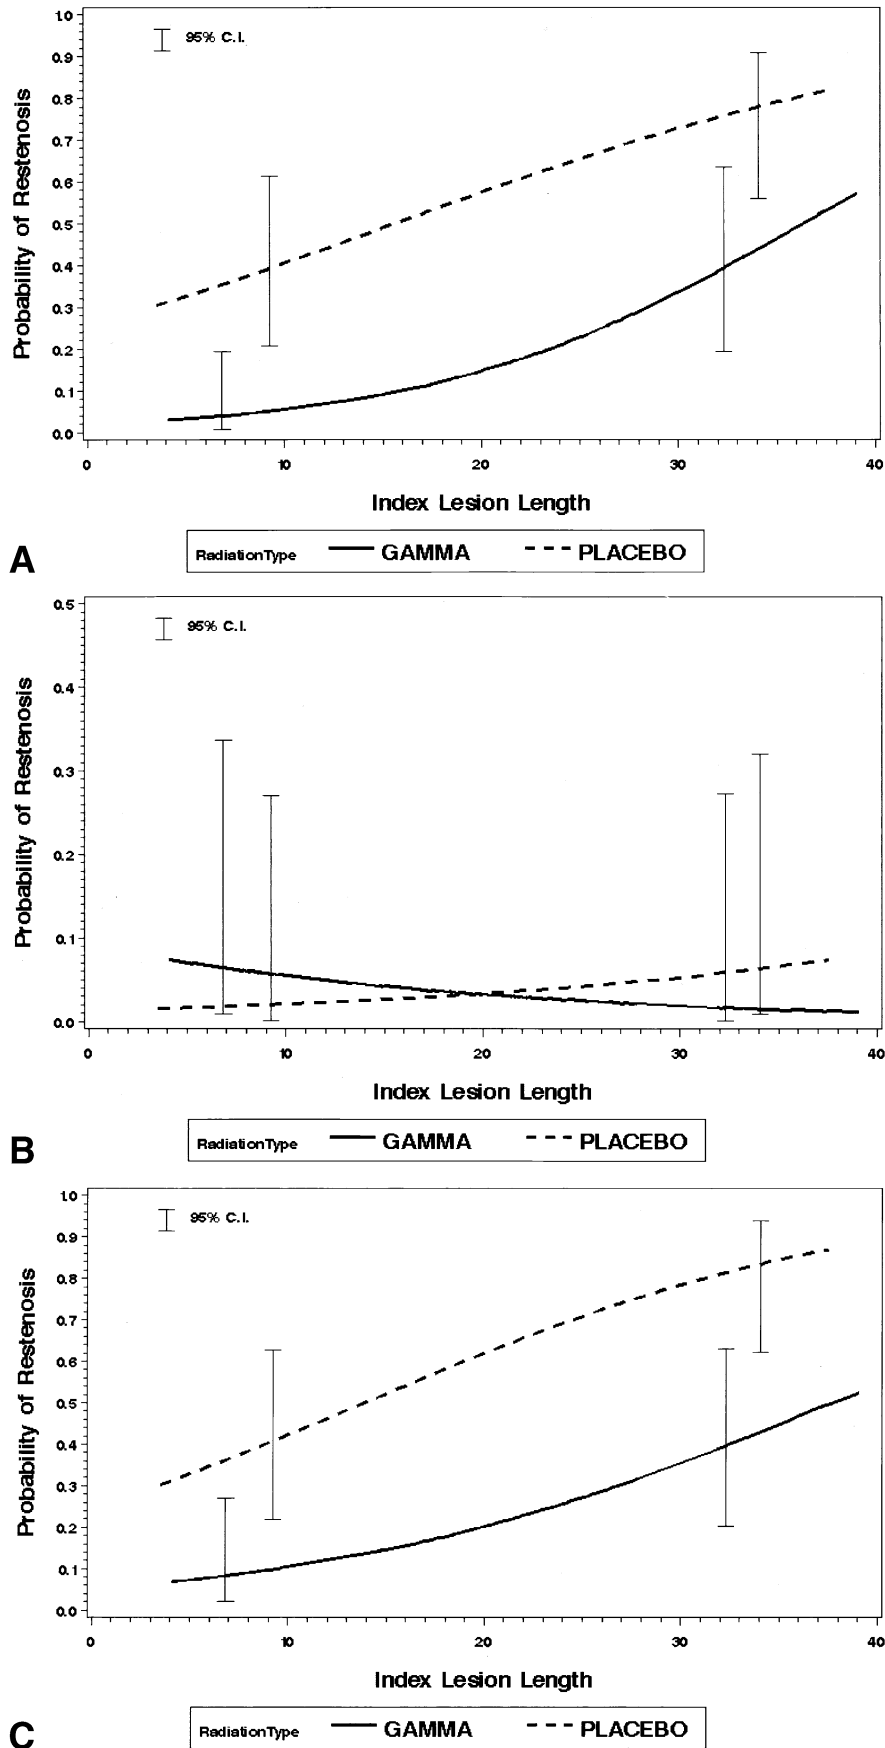 1.0
95% C.I.
0.9
0.8
0.7
0.6
0.5
0.4
0.3
0.2
0.1
0.0
Probability of Restenosis
0 10 20 30 40
Index Lesion Length
RadiationType GAMMA PLACEBO
A
0.5
95% C.I.
0.4
0.3
0.2
0.1
0.0
Probability of Restenosis
0 10 20 30 40
Index Lesion Length
RadiationType GAMMA PLACEBO
B
1.0
95% C.I.
0.9
0.8
0.7
0.6
0.5
0.4
0.3
0.2
0.1
0.0
Probability of Restenosis
0 10 20 30 40
Index Lesion Length
RadiationType GAMMA PLACEBO
C